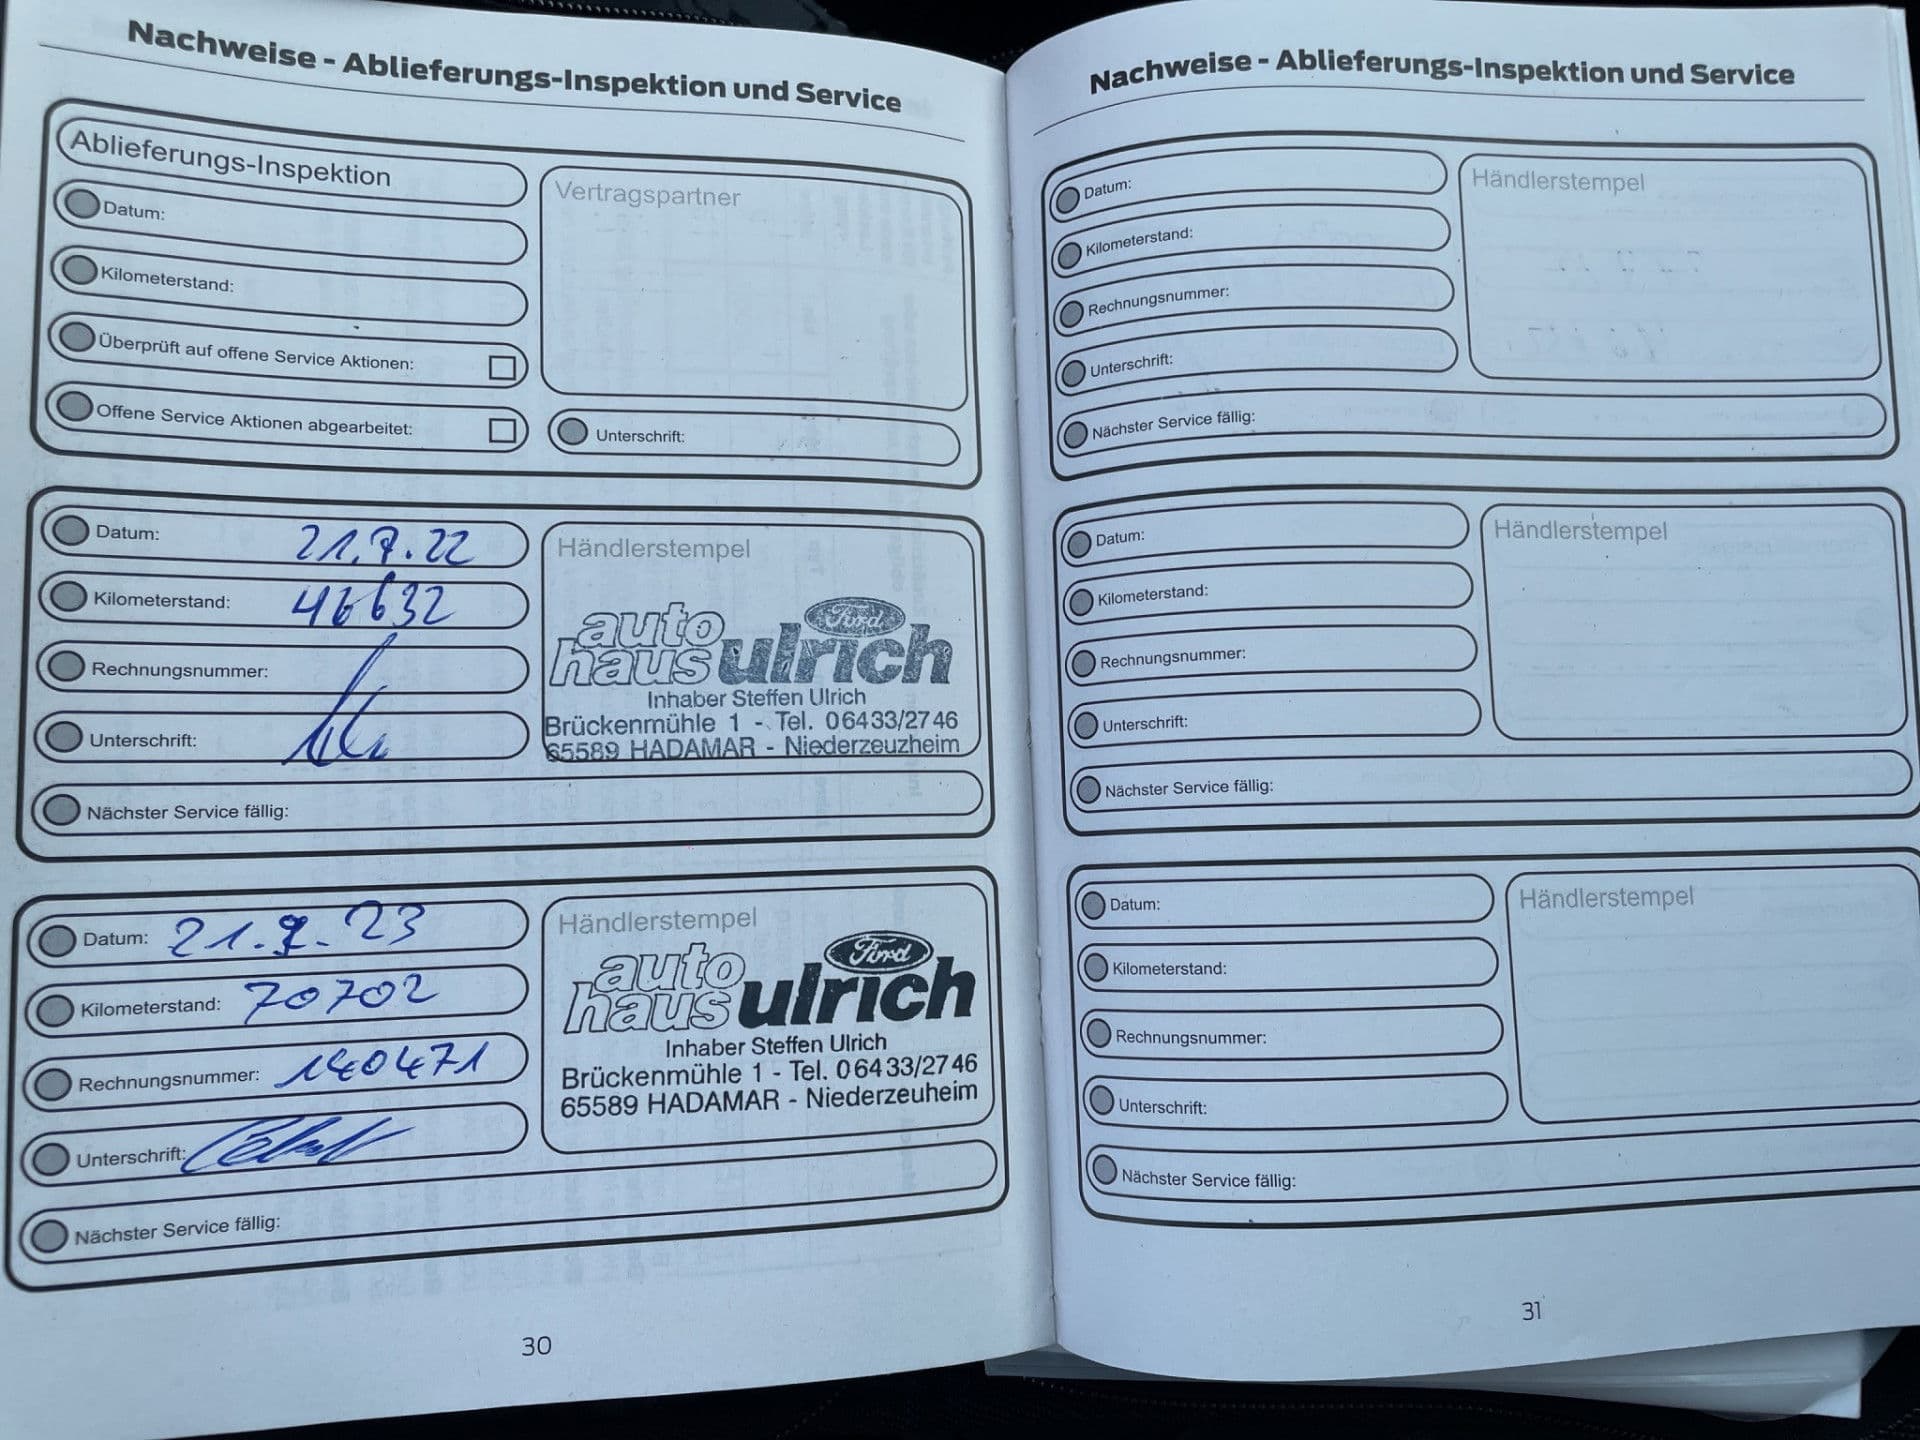 Nachweise - Ablieferungs-Inspektion und Service
Ablieferungs-Inspektion
Datum:
Kilometerstand:
Überprüft auf offene Service Aktionen:
Offene Service Aktionen abgearbeitet:
Vertragspartner
Unterschrift:
Datum: 21.7.22
Kilometerstand: 46632
Rechnungsnummer:
Unterschrift:
Nächster Service fällig:
Händlerstempel
Ford
auto
haus ulrich
Inhaber Steffen Ulrich
Brückenmühle 1 - Tel. 06433/2746
65589 HADAMAR - Niederzeuzheim
Datum: 21.9.23
Kilometerstand: 70702
Rechnungsnummer: 140471
Unterschrift:
Nächster Service fällig:
Händlerstempel
Ford
auto
haus ulrich
Inhaber Steffen Ulrich
Brückenmühle 1 - Tel. 06433/2746
65589 HADAMAR - Niederzeuheim
30
Nachweise - Ablieferungs-Inspektion und Service
Datum:
Kilometerstand:
Rechnungsnummer:
Unterschrift:
Nächster Service fällig:
Händlerstempel
Datum:
Kilometerstand:
Rechnungsnummer:
Unterschrift:
Nächster Service fällig:
Händlerstempel
Datum:
Kilometerstand:
Rechnungsnummer:
Unterschrift:
Nächster Service fällig:
Händlerstempel
31